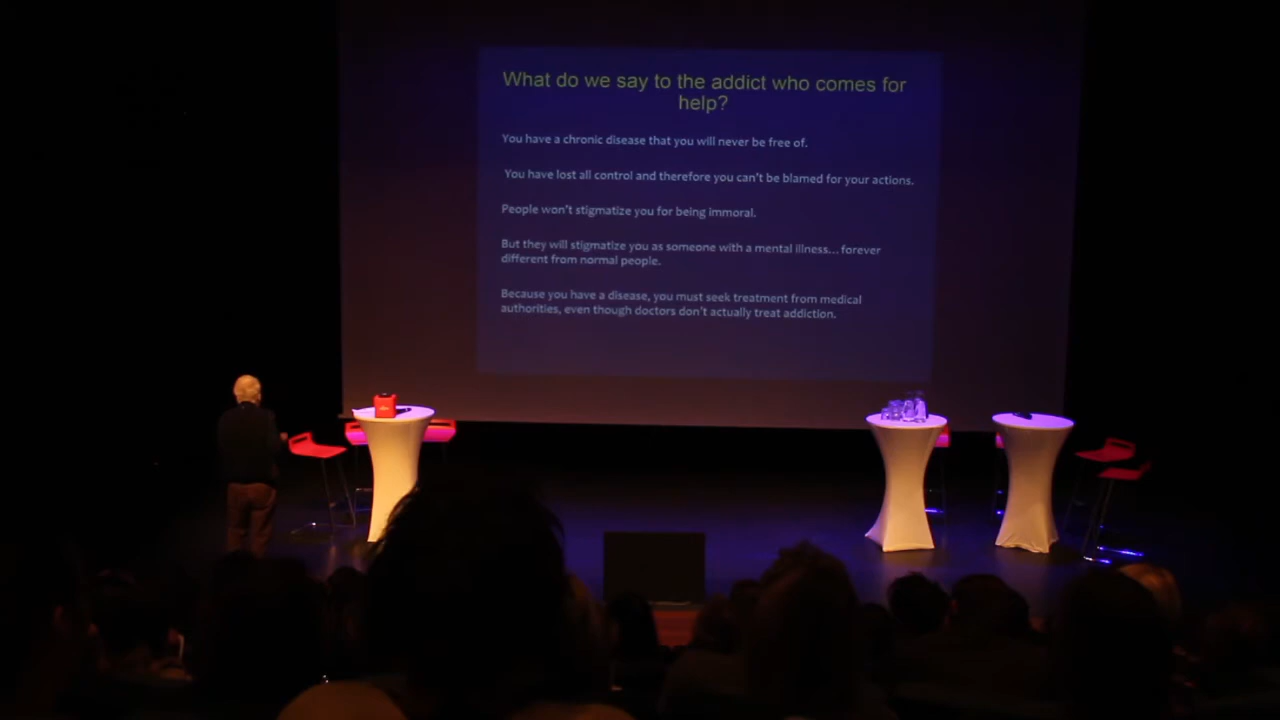 What do we say to the addict who comes for
help?
You have a chronic disease that you will never be free of.
You have lost all control and therefore you can't be blamed for your actions.
People won't stigmatize you for being immoral.
But they will stigmatize you as someone with a mental illness... forever
different from normal people.
Because you have a disease, you must seek treatment from medical
authorities, even though doctors don't actually treat addiction.